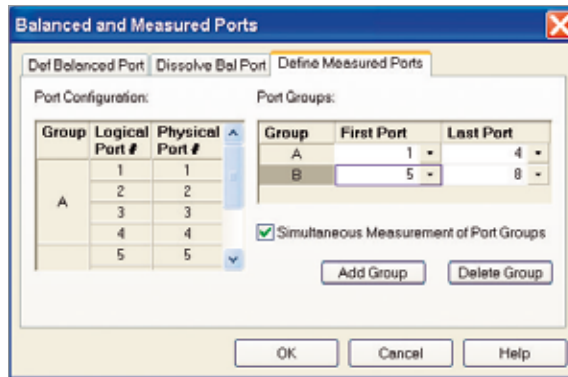 Balanced and Measured Ports
Def Balanced Port Dissolve Bal Port Define Measured Ports
Port Configuration: Port Groups:
Group Logical Port # Physical Port #
A
1 1
2 2
3 3
4 4
5 5
Group First Port Last Port
A 1 4
B 5 8
Simultaneous Measurement of Port Groups
Add Group Delete Group
OK Cancel Help